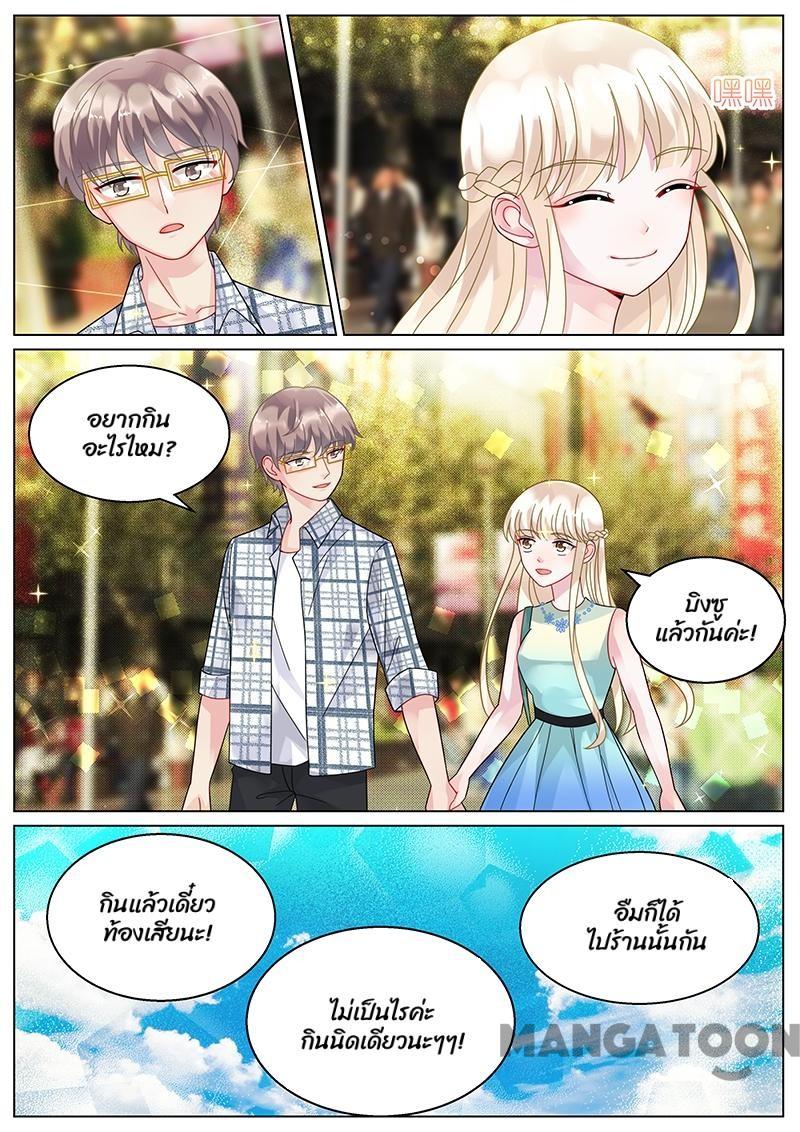 嘿嘿
อยากกิน
อะไรไหม?
บิงซู
แล้วกันค่ะ!
กินแล้วเดี๋ยว
ท้องเสียนะ!
ไม่เป็นไรค่ะ
กินนิดเดียวนะๆๆ!
อืมก็ได้
ไปร้านนั้นกัน
MANGATOON